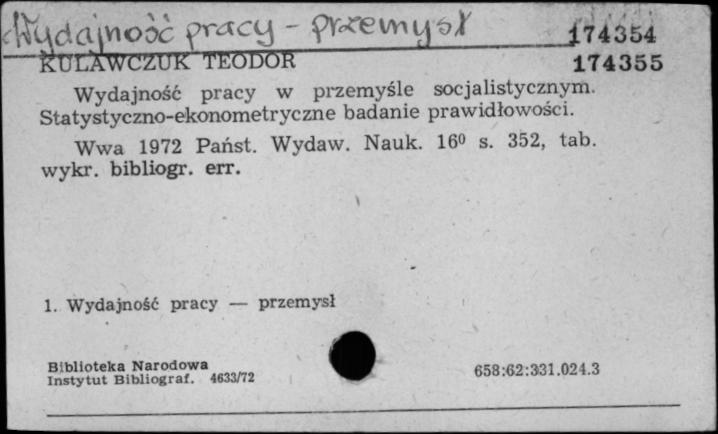 Wydajność pracy - przemysł
174354
KULAWCZUK TEODOR
174355
Wydajność pracy w przemyśle socjalistycznym.
Statystyczno-ekonometryczne badanie prawidłowości.
Wwa 1972 Państ. Wydaw. Nauk. 16⁰ s. 352, tab.
wykr. bibliogr. err.
1. Wydajność pracy — przemysł
Biblioteka Narodowa
Instytut Bibliograf. 4633/72
658:62:331.024.3